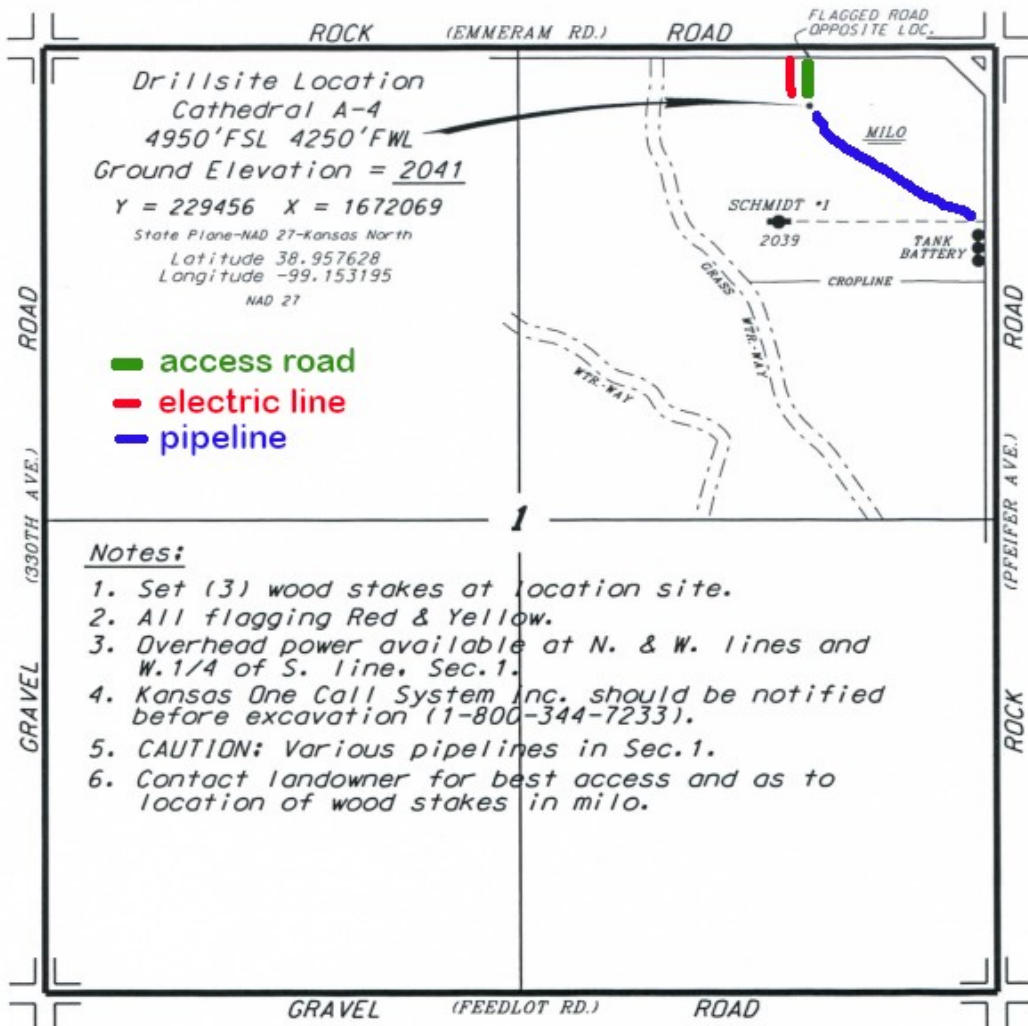 FLAGGED ROAD
OPPOSITE LOC.
ROCK (EMMERAM RD.) ROAD
Drillsite Location
Cathedral A-4
4950'FSL 4250'FWL
Ground Elevation = 2041
Y = 229456 X = 1672069
State Plane-NAD 27-Kansas North
Latitude 38.957628
Longitude -99.153195
NAD 27
MILO
SCHMIDT #1
2039
TANK
BATTERY
CROPLINE
GRASS
WTR.-WAY
WTR.-WAY
access road
electric line
pipeline
GRAVEL (330TH AVE.) ROAD
ROCK (PFEIFER AVE.) ROAD
1
Notes:
1. Set (3) wood stakes at location site.
2. All flagging Red & Yellow.
3. Overhead power available at N. & W. lines and
W.1/4 of S. line, Sec.1.
4. Kansas One Call System inc. should be notified
before excavation (1-800-344-7233).
5. CAUTION: Various pipelines in Sec.1.
6. Contact landowner for best access and as to
location of wood stakes in milo.
GRAVEL (FEEDLOT RD.) ROAD